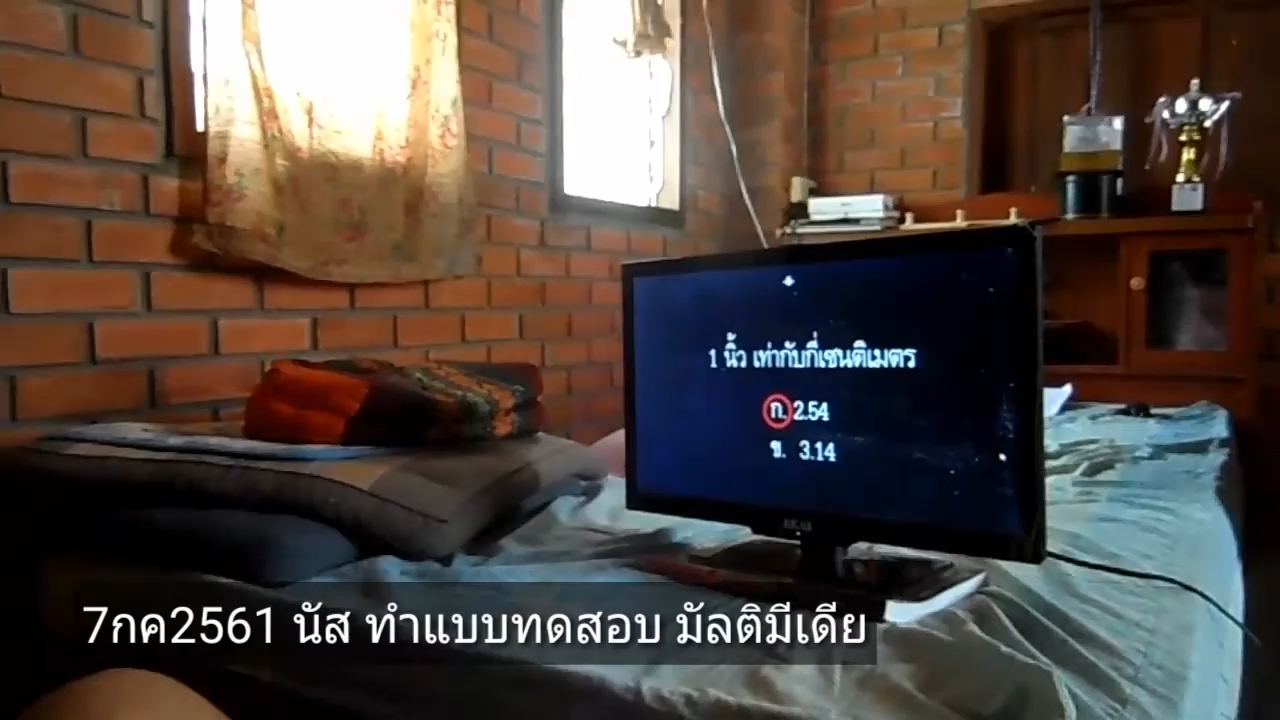 1 นิ้ว เท่ากับกี่เซนติเมตร
ก. 2.54
ข. 3.14
AKAI
7กค2561 นัส ทำแบบทดสอบ มัลติมีเดีย